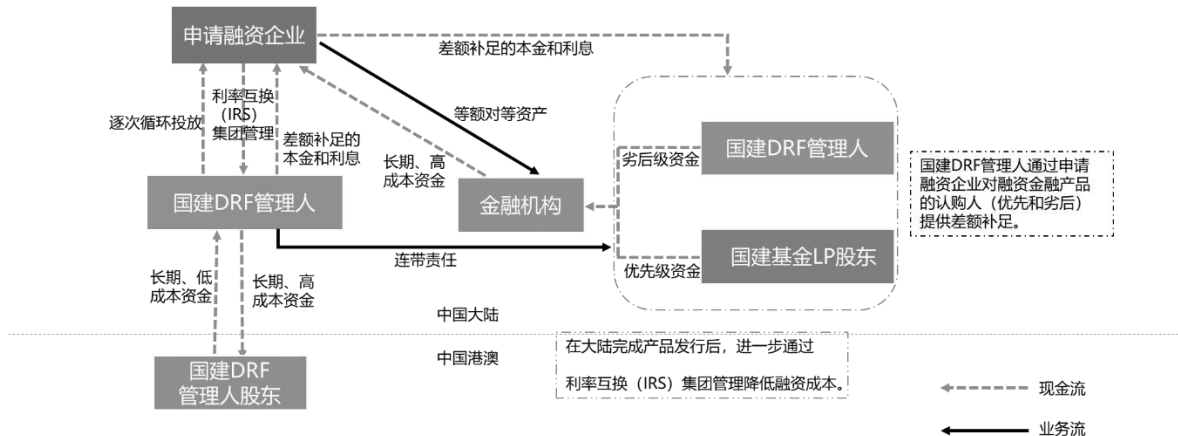 申请融资企业
差额补足的本金和利息
逐次循环投放
利率互换
（IRS）
集团管理
差额补足的
本金和利息
等额对等资产
长期、高
成本资金
劣后级资金
国建DRF管理人
国建DRF管理人
金融机构
国建DRF管理人通过申请
融资企业对融资金融产品
的认购人（优先和劣后）
提供差额补足。
连带责任
优先级资金
国建基金LP股东
长期、低
成本资金
长期、高
成本资金
中国大陆
中国港澳
国建DRF
管理人股东
在大陆完成产品发行后，进一步通过
利率互换（IRS）集团管理降低融资成本。
现金流
业务流